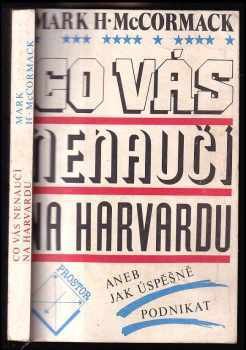 MARK H. McCORMACK
CO VÁS
NENAUČÍ
NA HARVARDU
ANEB
JAK ÚSPĚŠNĚ
PODNIKAT
PROSTOR
MARK
H. McCORMACK
CO VÁS NENAUČÍ
NA HARVARDU